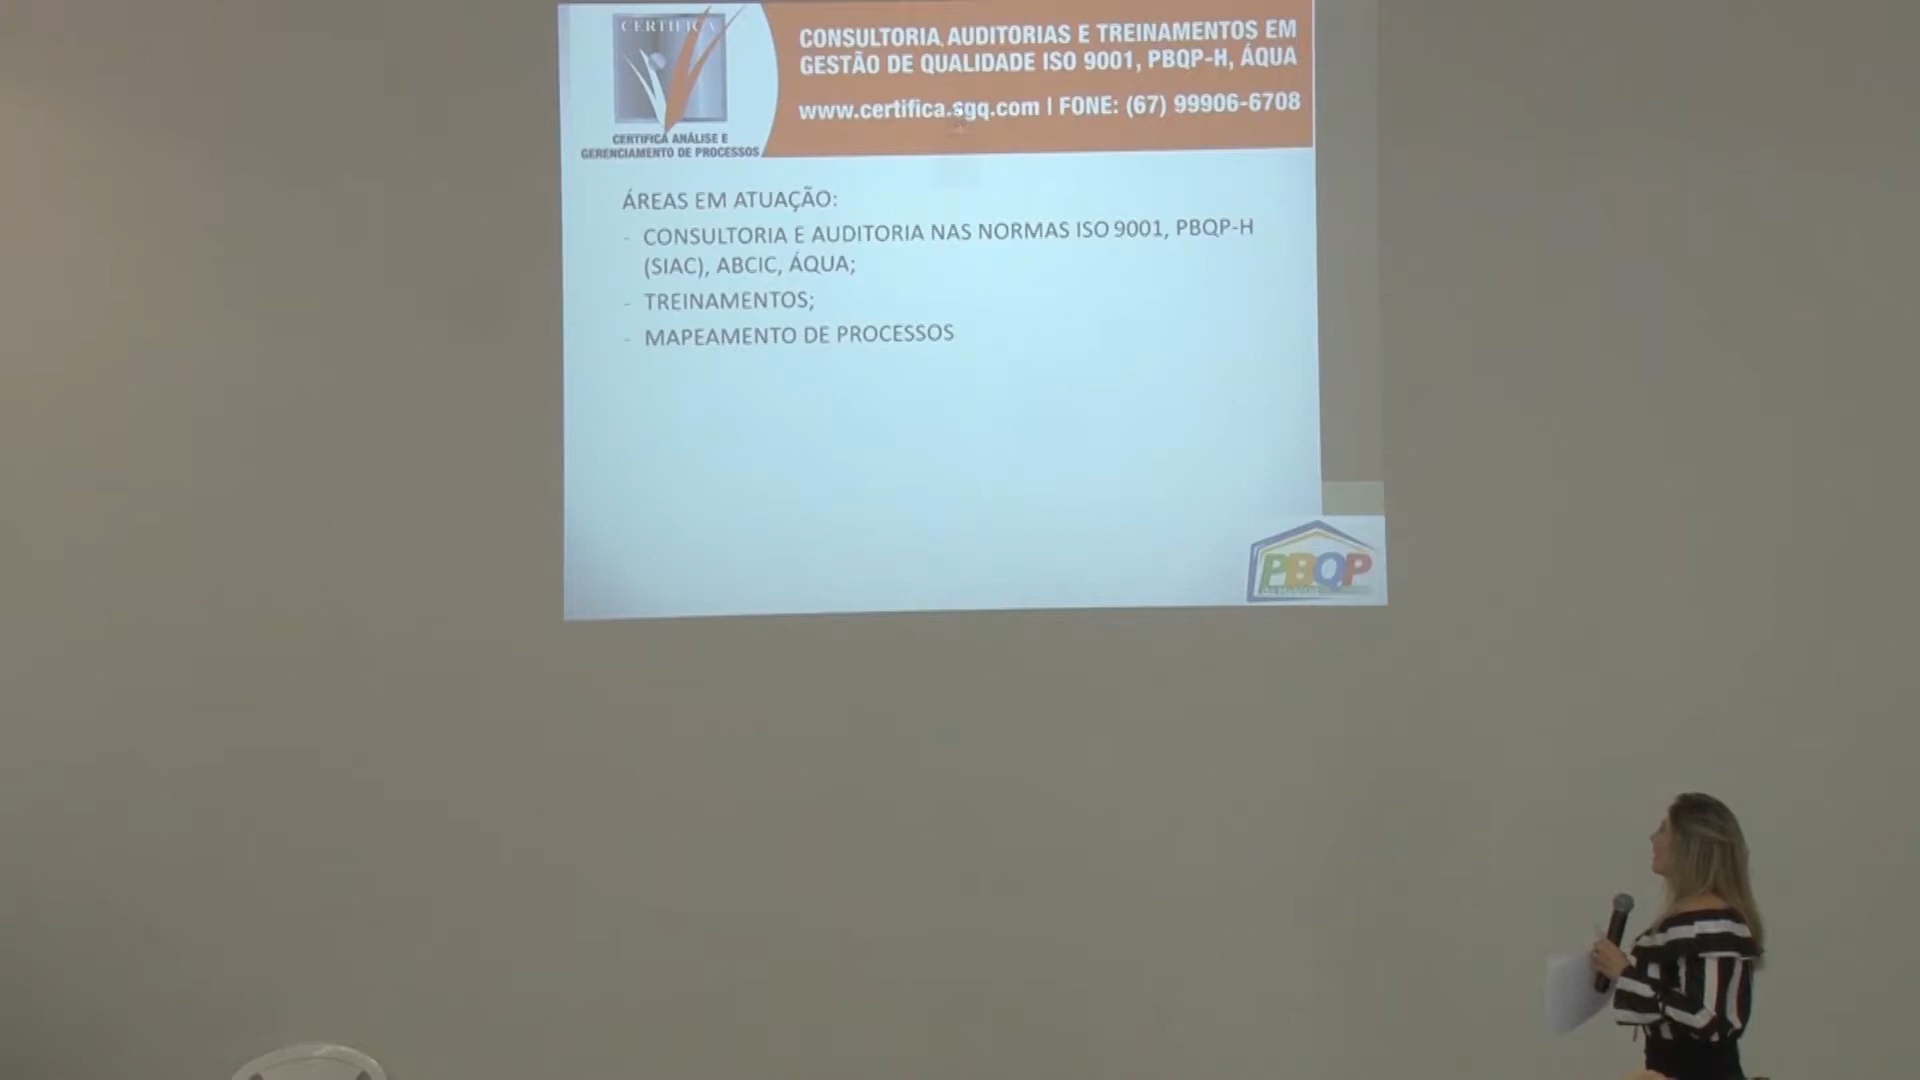 CERTIFICA
CERTIFICA ANÁLISE E
GERENCIAMENTO DE PROCESSOS
CONSULTORIA, AUDITORIAS E TREINAMENTOS EM
GESTÃO DE QUALIDADE ISO 9001, PBQP-H, ÁQUA
www.certifica.sgq.com | FONE: (67) 99906-6708
ÁREAS EM ATUAÇÃO:
- CONSULTORIA E AUDITORIA NAS NORMAS ISO 9001, PBQP-H
(SIAC), ABCIC, ÁQUA;
- TREINAMENTOS;
- MAPEAMENTO DE PROCESSOS
PBQP